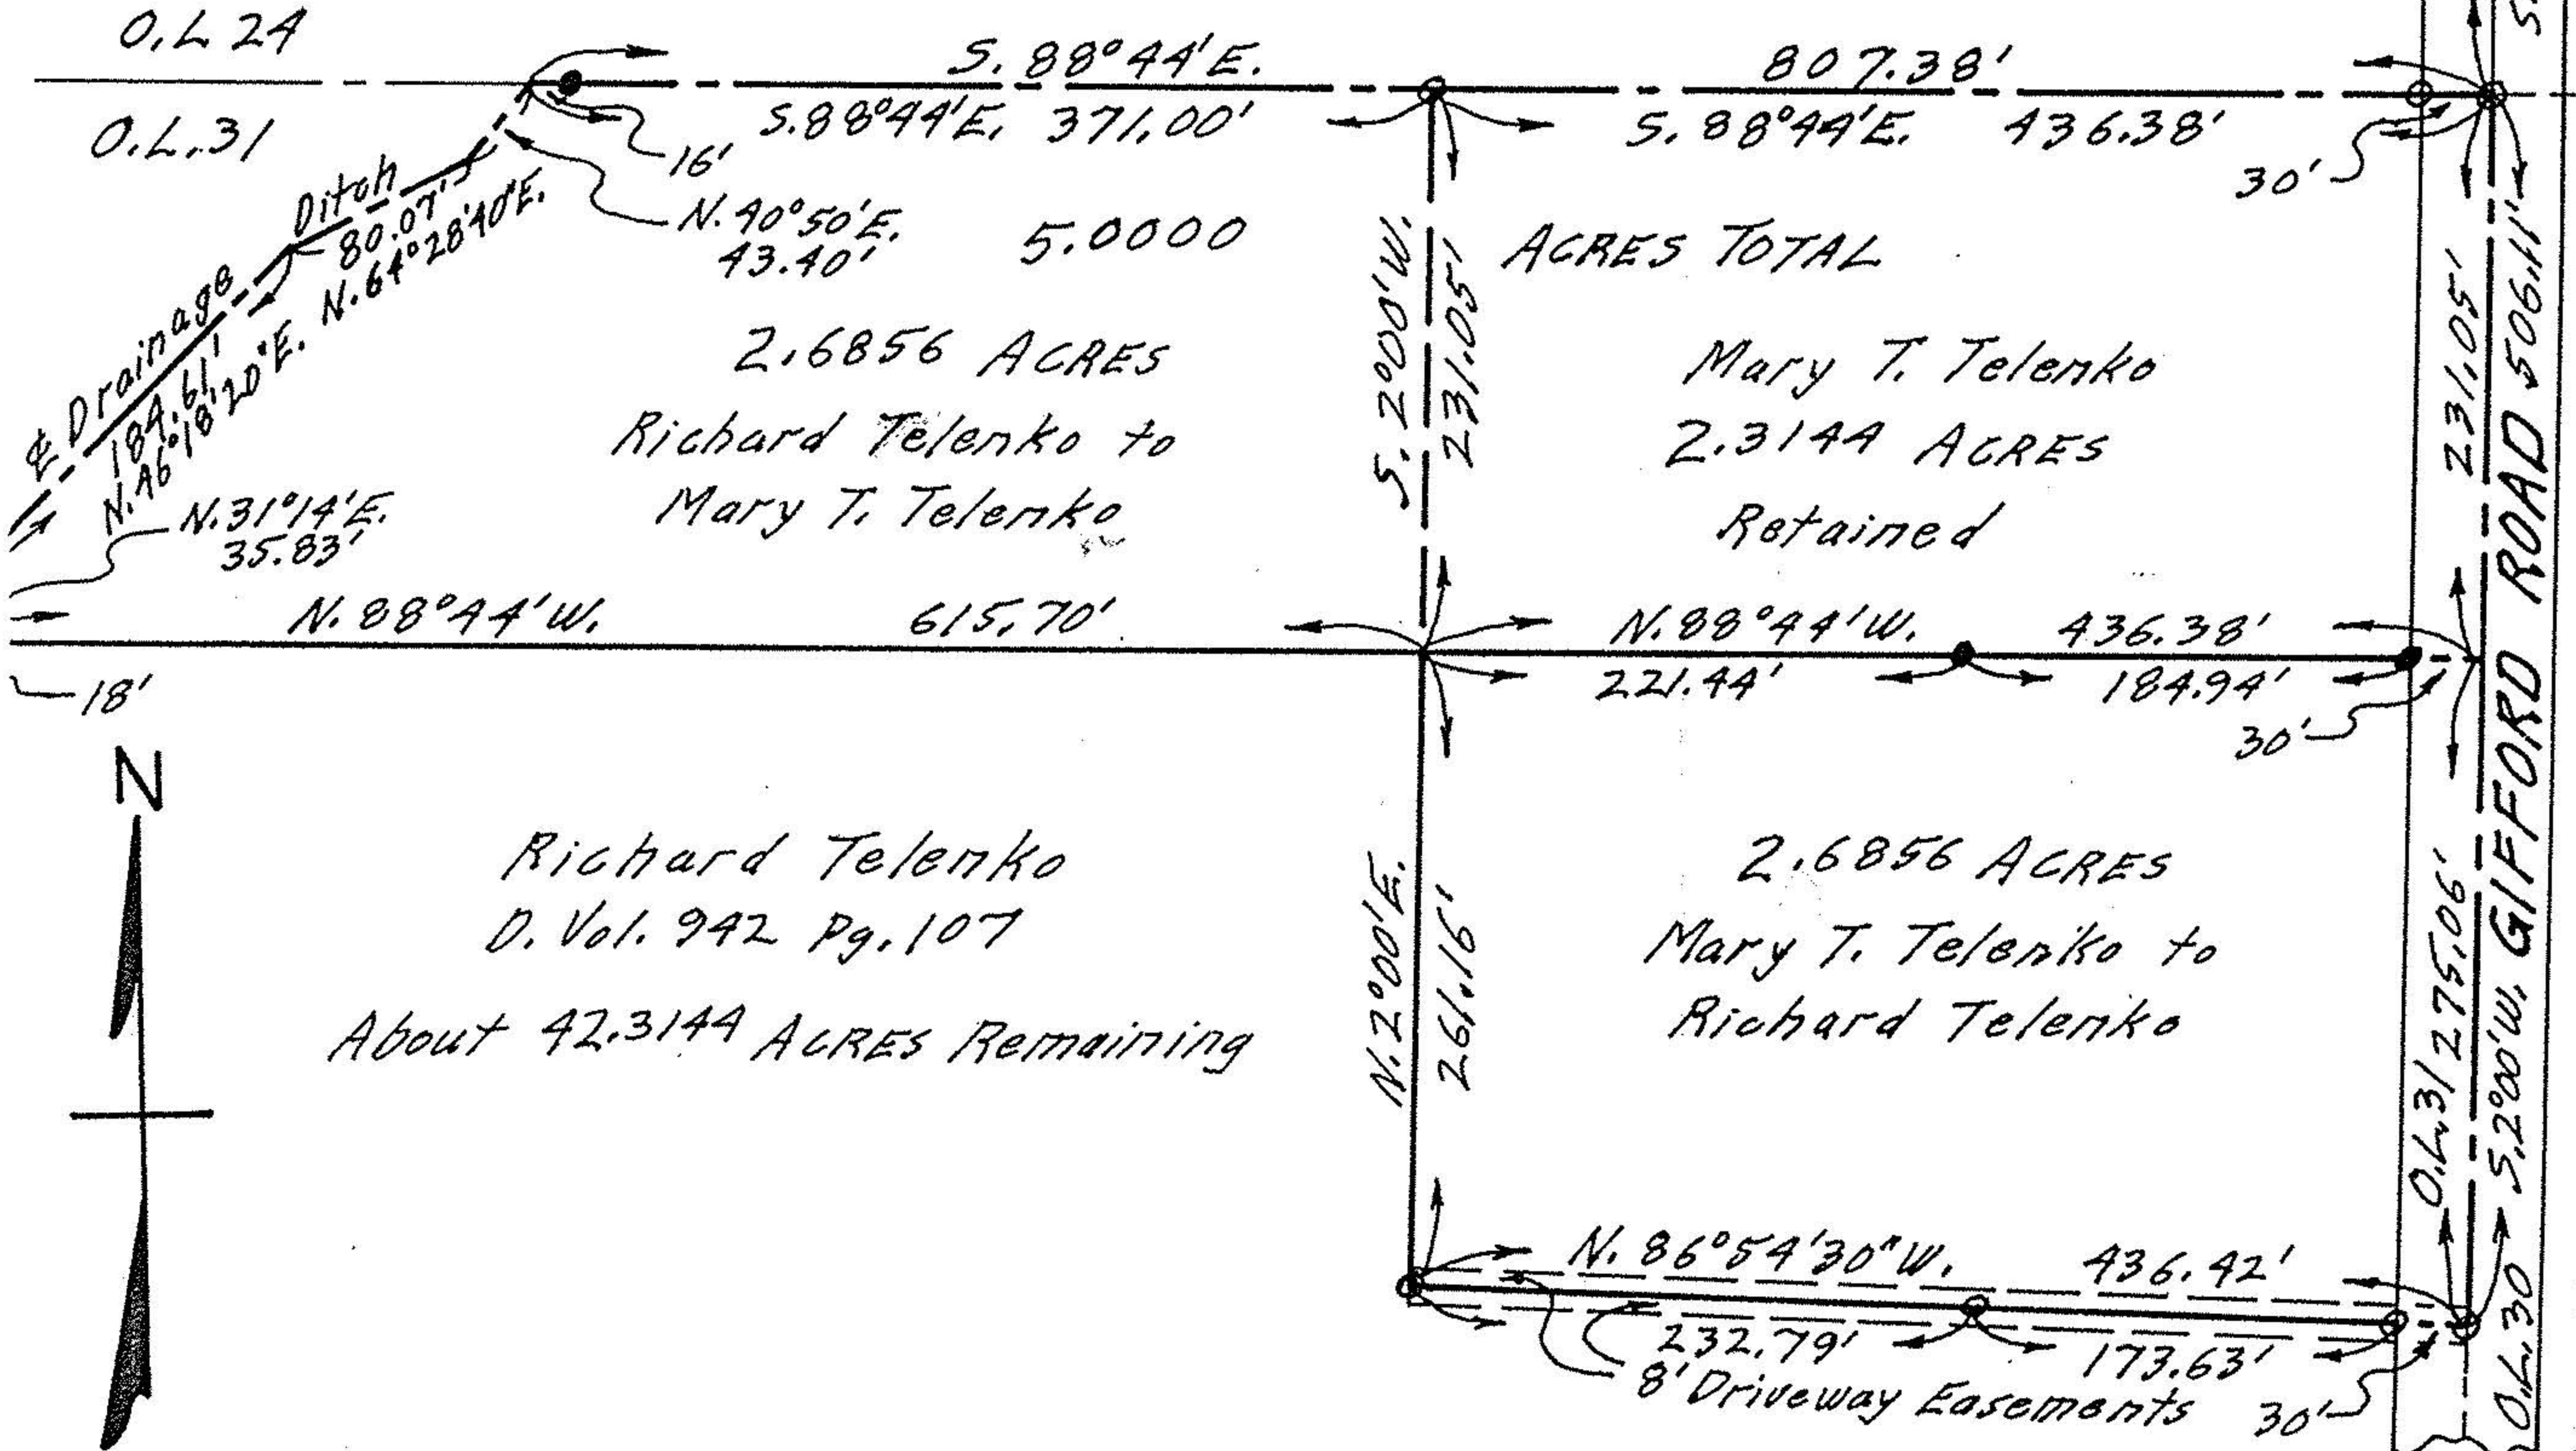 O.L 24
S. 88°44'E.
807.38'
O.L.31
16'
S.88°44'E. 371.00'
S. 88°44'E. 436.38'
30'
Ditch
80.07'
N.64°28'40"E.
N.40°50'E.
43.40'
5.0000
ACRES TOTAL
℄ Drainage
184.61'
N.46°18'20"E.
N.31°14'E.
35.83'
2.6856 ACRES
Richard Telenko to
Mary T. Telenko
S. 2°00'W.
231.05'
Mary T. Telenko
2.3144 ACRES
Retained
231.05'
506.11'
GIFFORD ROAD
N. 88°44'W. 615.70'
N.88°44'W. 436.38'
18'
221.44'
184.94'
30'
N
Richard Telenko
D. Vol. 942 Pg. 107
About 42.3144 ACRES Remaining
N.2°00'E.
261.16'
2.6856 ACRES
Mary T. Telenko to
Richard Telenko
O.L.31
275.06'
O.L.30
S.2°00'W.
N. 86°54'30"W. 436.42'
232.79'
173.63'
8' Driveway Easements
30'